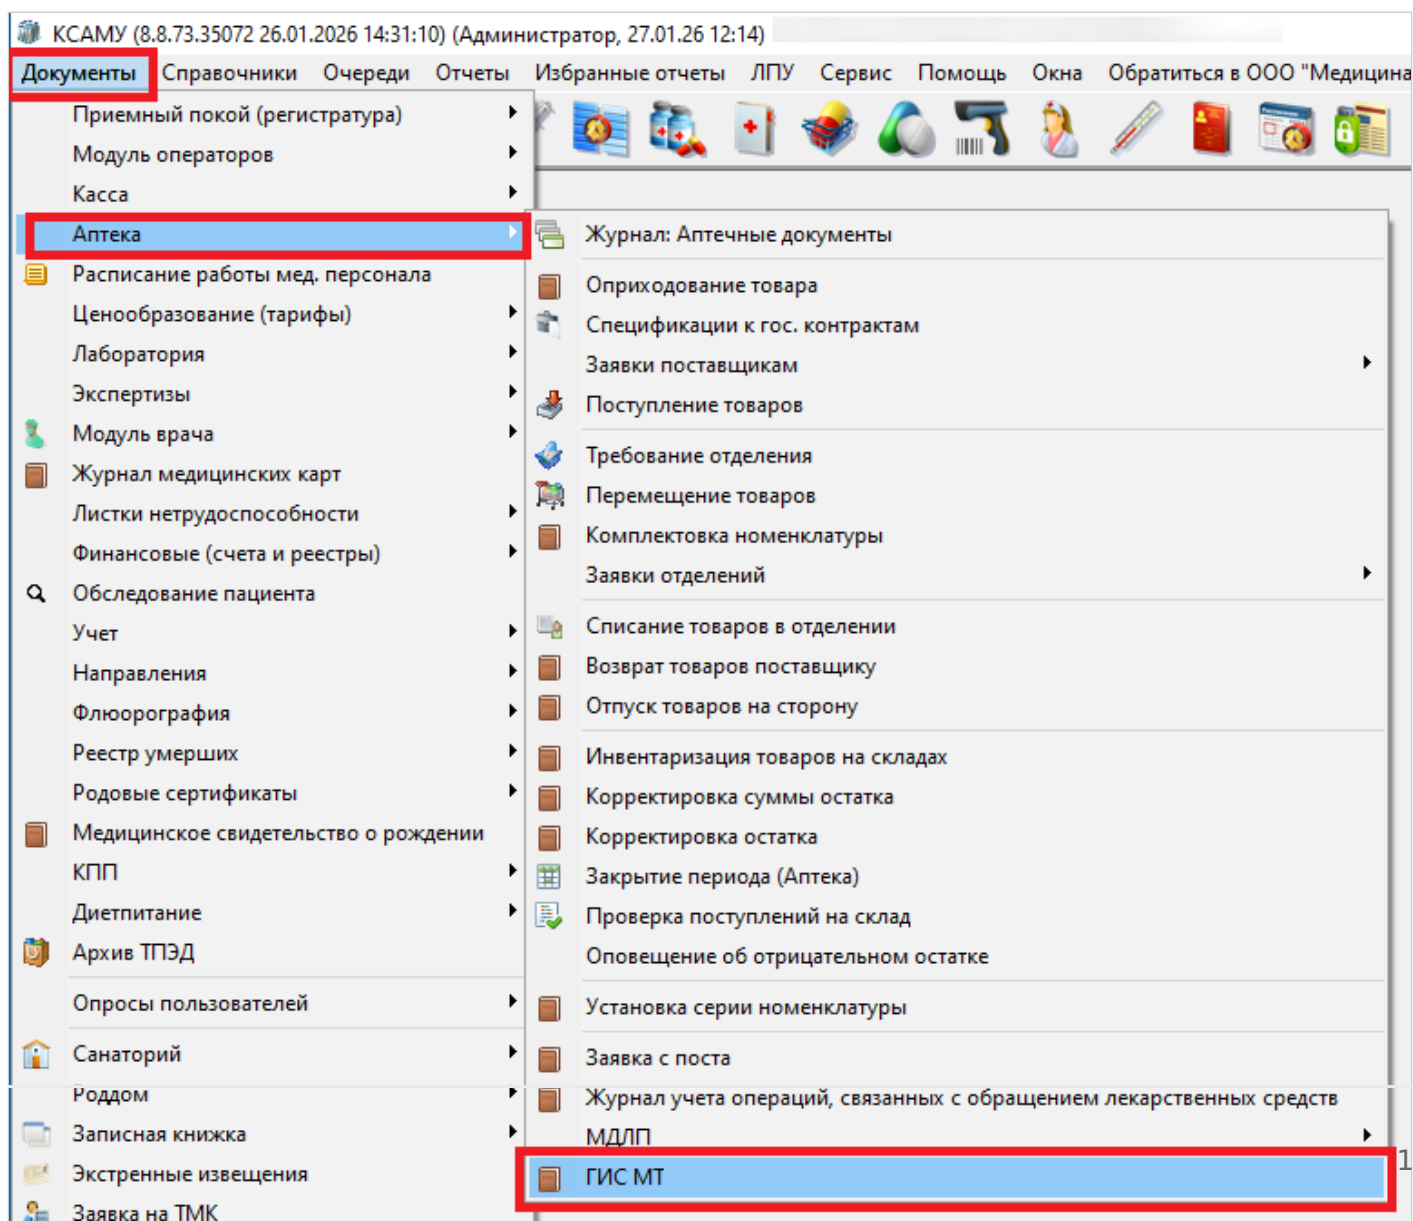 КСАМУ (8.8.73.35072 26.01.2026 14:31:10) (Администратор, 27.01.26 12:14)
Документы Справочники Очереди Отчеты Избранные отчеты ЛПУ Сервис Помощь Окна Обратиться в ООО "Медицина
Приемный покой (регистратура)
Модуль операторов
Касса
Аптека
Расписание работы мед. персонала
Ценообразование (тарифы)
Лаборатория
Экспертизы
Модуль врача
Журнал медицинских карт
Листки нетрудоспособности
Финансовые (счета и реестры)
Обследование пациента
Учет
Направления
Флюорография
Реестр умерших
Родовые сертификаты
Медицинское свидетельство о рождении
КПП
Диетпитание
Архив ТПЭД
Опросы пользователей
Санаторий
Роддом
Записная книжка
Экстренные извещения
Заявка на ТМК
Журнал: Аптечные документы
Оприходование товара
Спецификации к гос. контрактам
Заявки поставщикам
Поступление товаров
Требование отделения
Перемещение товаров
Комплектовка номенклатуры
Заявки отделений
Списание товаров в отделении
Возврат товаров поставщику
Отпуск товаров на сторону
Инвентаризация товаров на складах
Корректировка суммы остатка
Корректировка остатка
Закрытие периода (Аптека)
Проверка поступлений на склад
Оповещение об отрицательном остатке
Установка серии номенклатуры
Заявка с поста
Журнал учета операций, связанных с обращением лекарственных средств
МДЛП
ГИС МТ
1